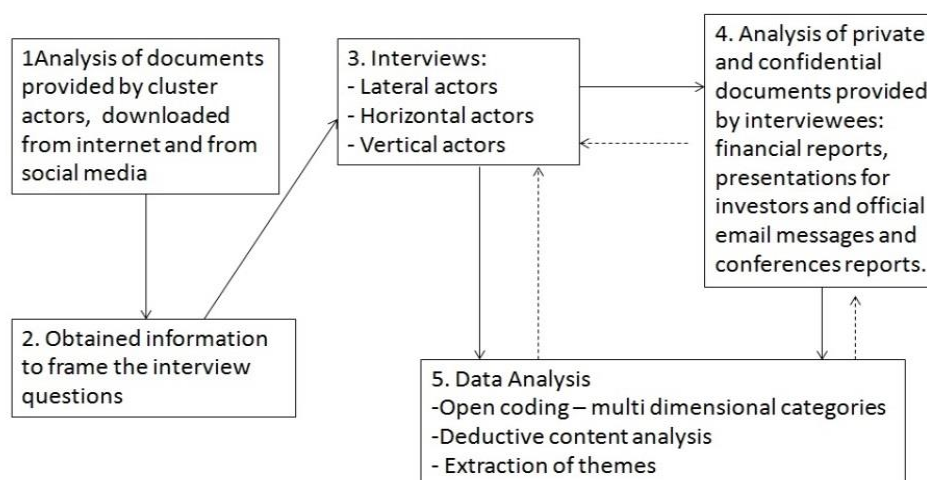 1Analysis of documents
provided by cluster
actors, downloaded
from internet and from
social media
2. Obtained information
to frame the interview
questions
3. Interviews:
- Lateral actors
- Horizontal actors
- Vertical actors
4. Analysis of private
and confidential
documents provided
by interviewees:
financial reports,
presentations for
investors and official
email messages and
conferences reports.
5. Data Analysis
-Open coding – multi dimensional categories
-Deductive content analysis
- Extraction of themes